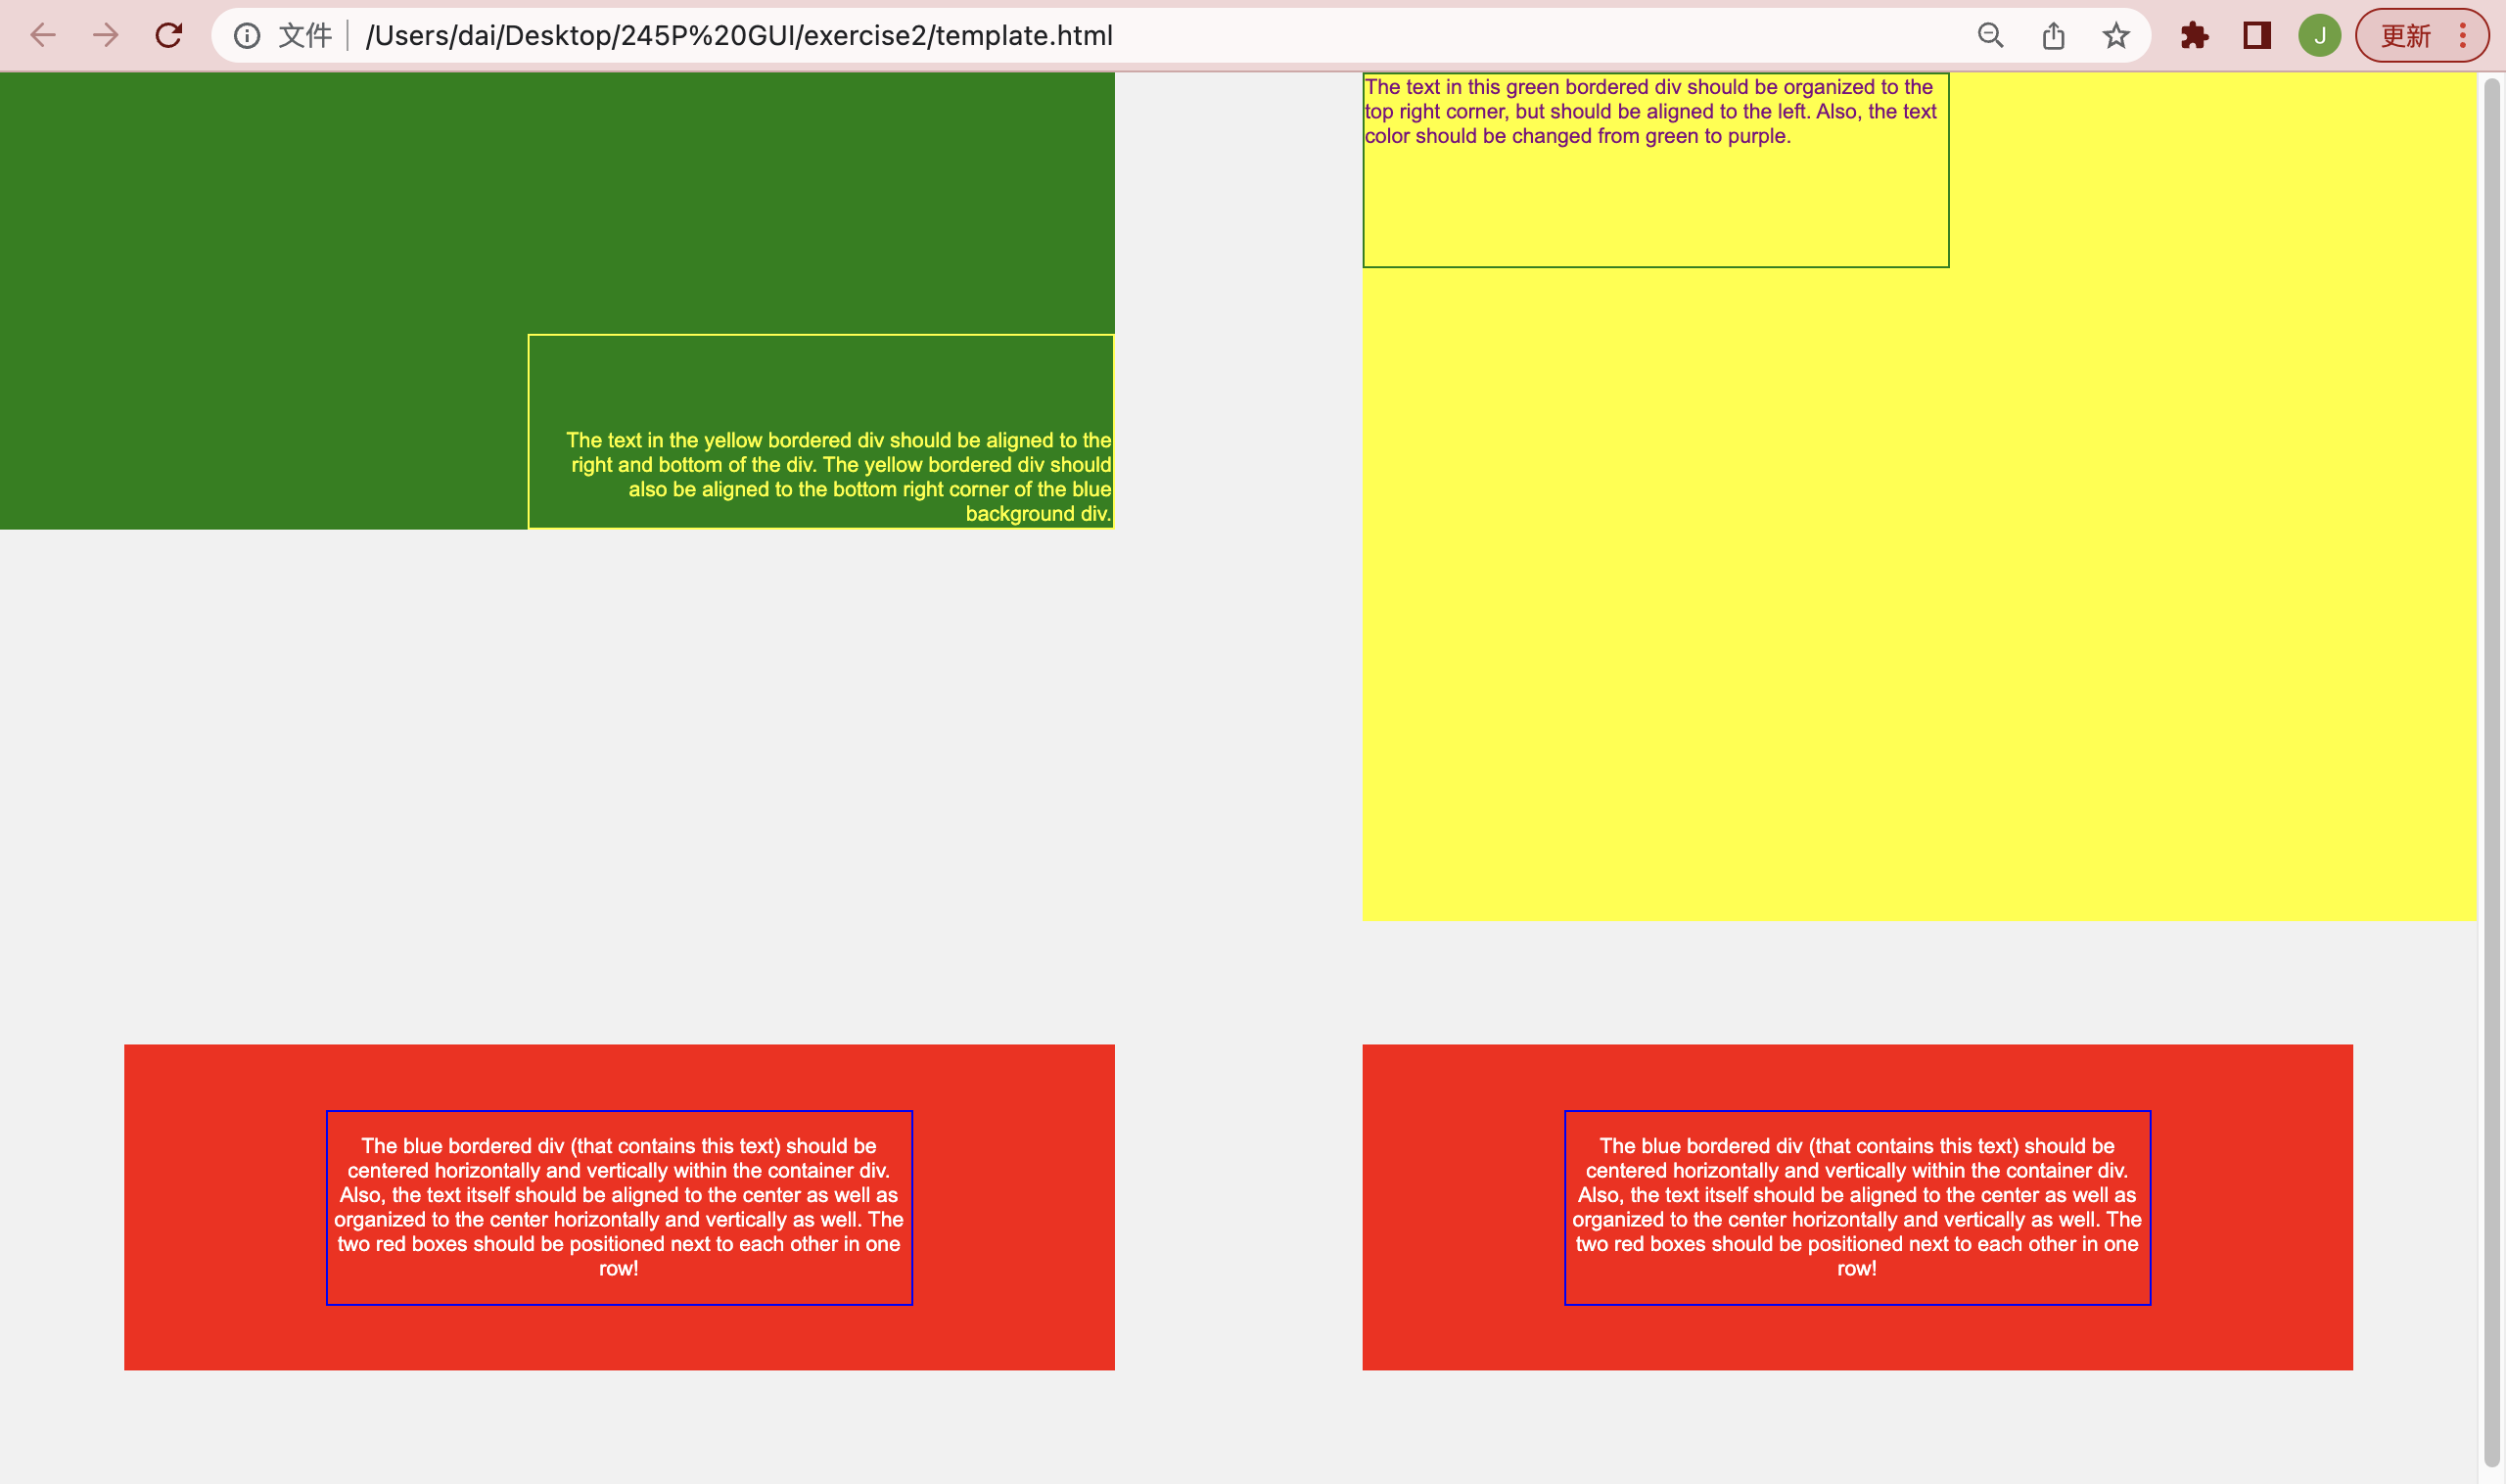 文件 /Users/dai/Desktop/245P%20GUI/exercise2/template.html
J
更新
The text in this green bordered div should be organized to the
top right corner, but should be aligned to the left. Also, the text
color should be changed from green to purple.
The text in the yellow bordered div should be aligned to the
right and bottom of the div. The yellow bordered div should
also be aligned to the bottom right corner of the blue
background div.
The blue bordered div (that contains this text) should be
centered horizontally and vertically within the container div.
Also, the text itself should be aligned to the center as well as
organized to the center horizontally and vertically as well. The
two red boxes should be positioned next to each other in one
row!
The blue bordered div (that contains this text) should be
centered horizontally and vertically within the container div.
Also, the text itself should be aligned to the center as well as
organized to the center horizontally and vertically as well. The
two red boxes should be positioned next to each other in one
row!